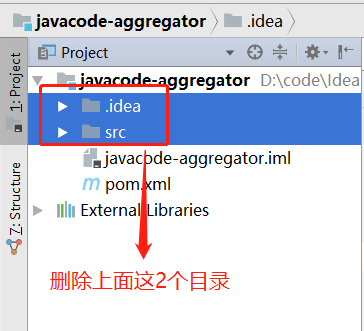 javacode-aggregator .idea
1: Project
Project
javacode-aggregator D:\code\Idea
.idea
src
javacode-aggregator.iml
pom.xml
External Libraries
7: Structure
删除上面这2个目录